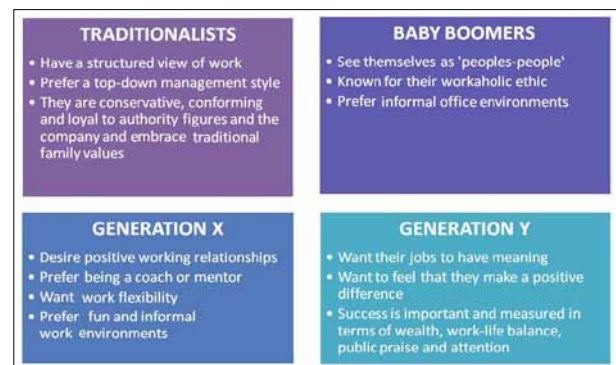 TRADITIONALISTS
• Have a structured view of work
• Prefer a top-down management style
• They are conservative, conforming
and loyal to authority figures and the
company and embrace traditional
family values
BABY BOOMERS
• See themselves as 'peoples-people'
• Known for their workaholic ethic
• Prefer informal office environments
GENERATION X
• Desire positive working relationships
• Prefer being a coach or mentor
• Want work flexibility
• Prefer fun and informal
work environments
GENERATION Y
• Want their jobs to have meaning
• Want to feel that they make a positive
difference
• Success is important and measured in
terms of wealth, work-life balance,
public praise and attention